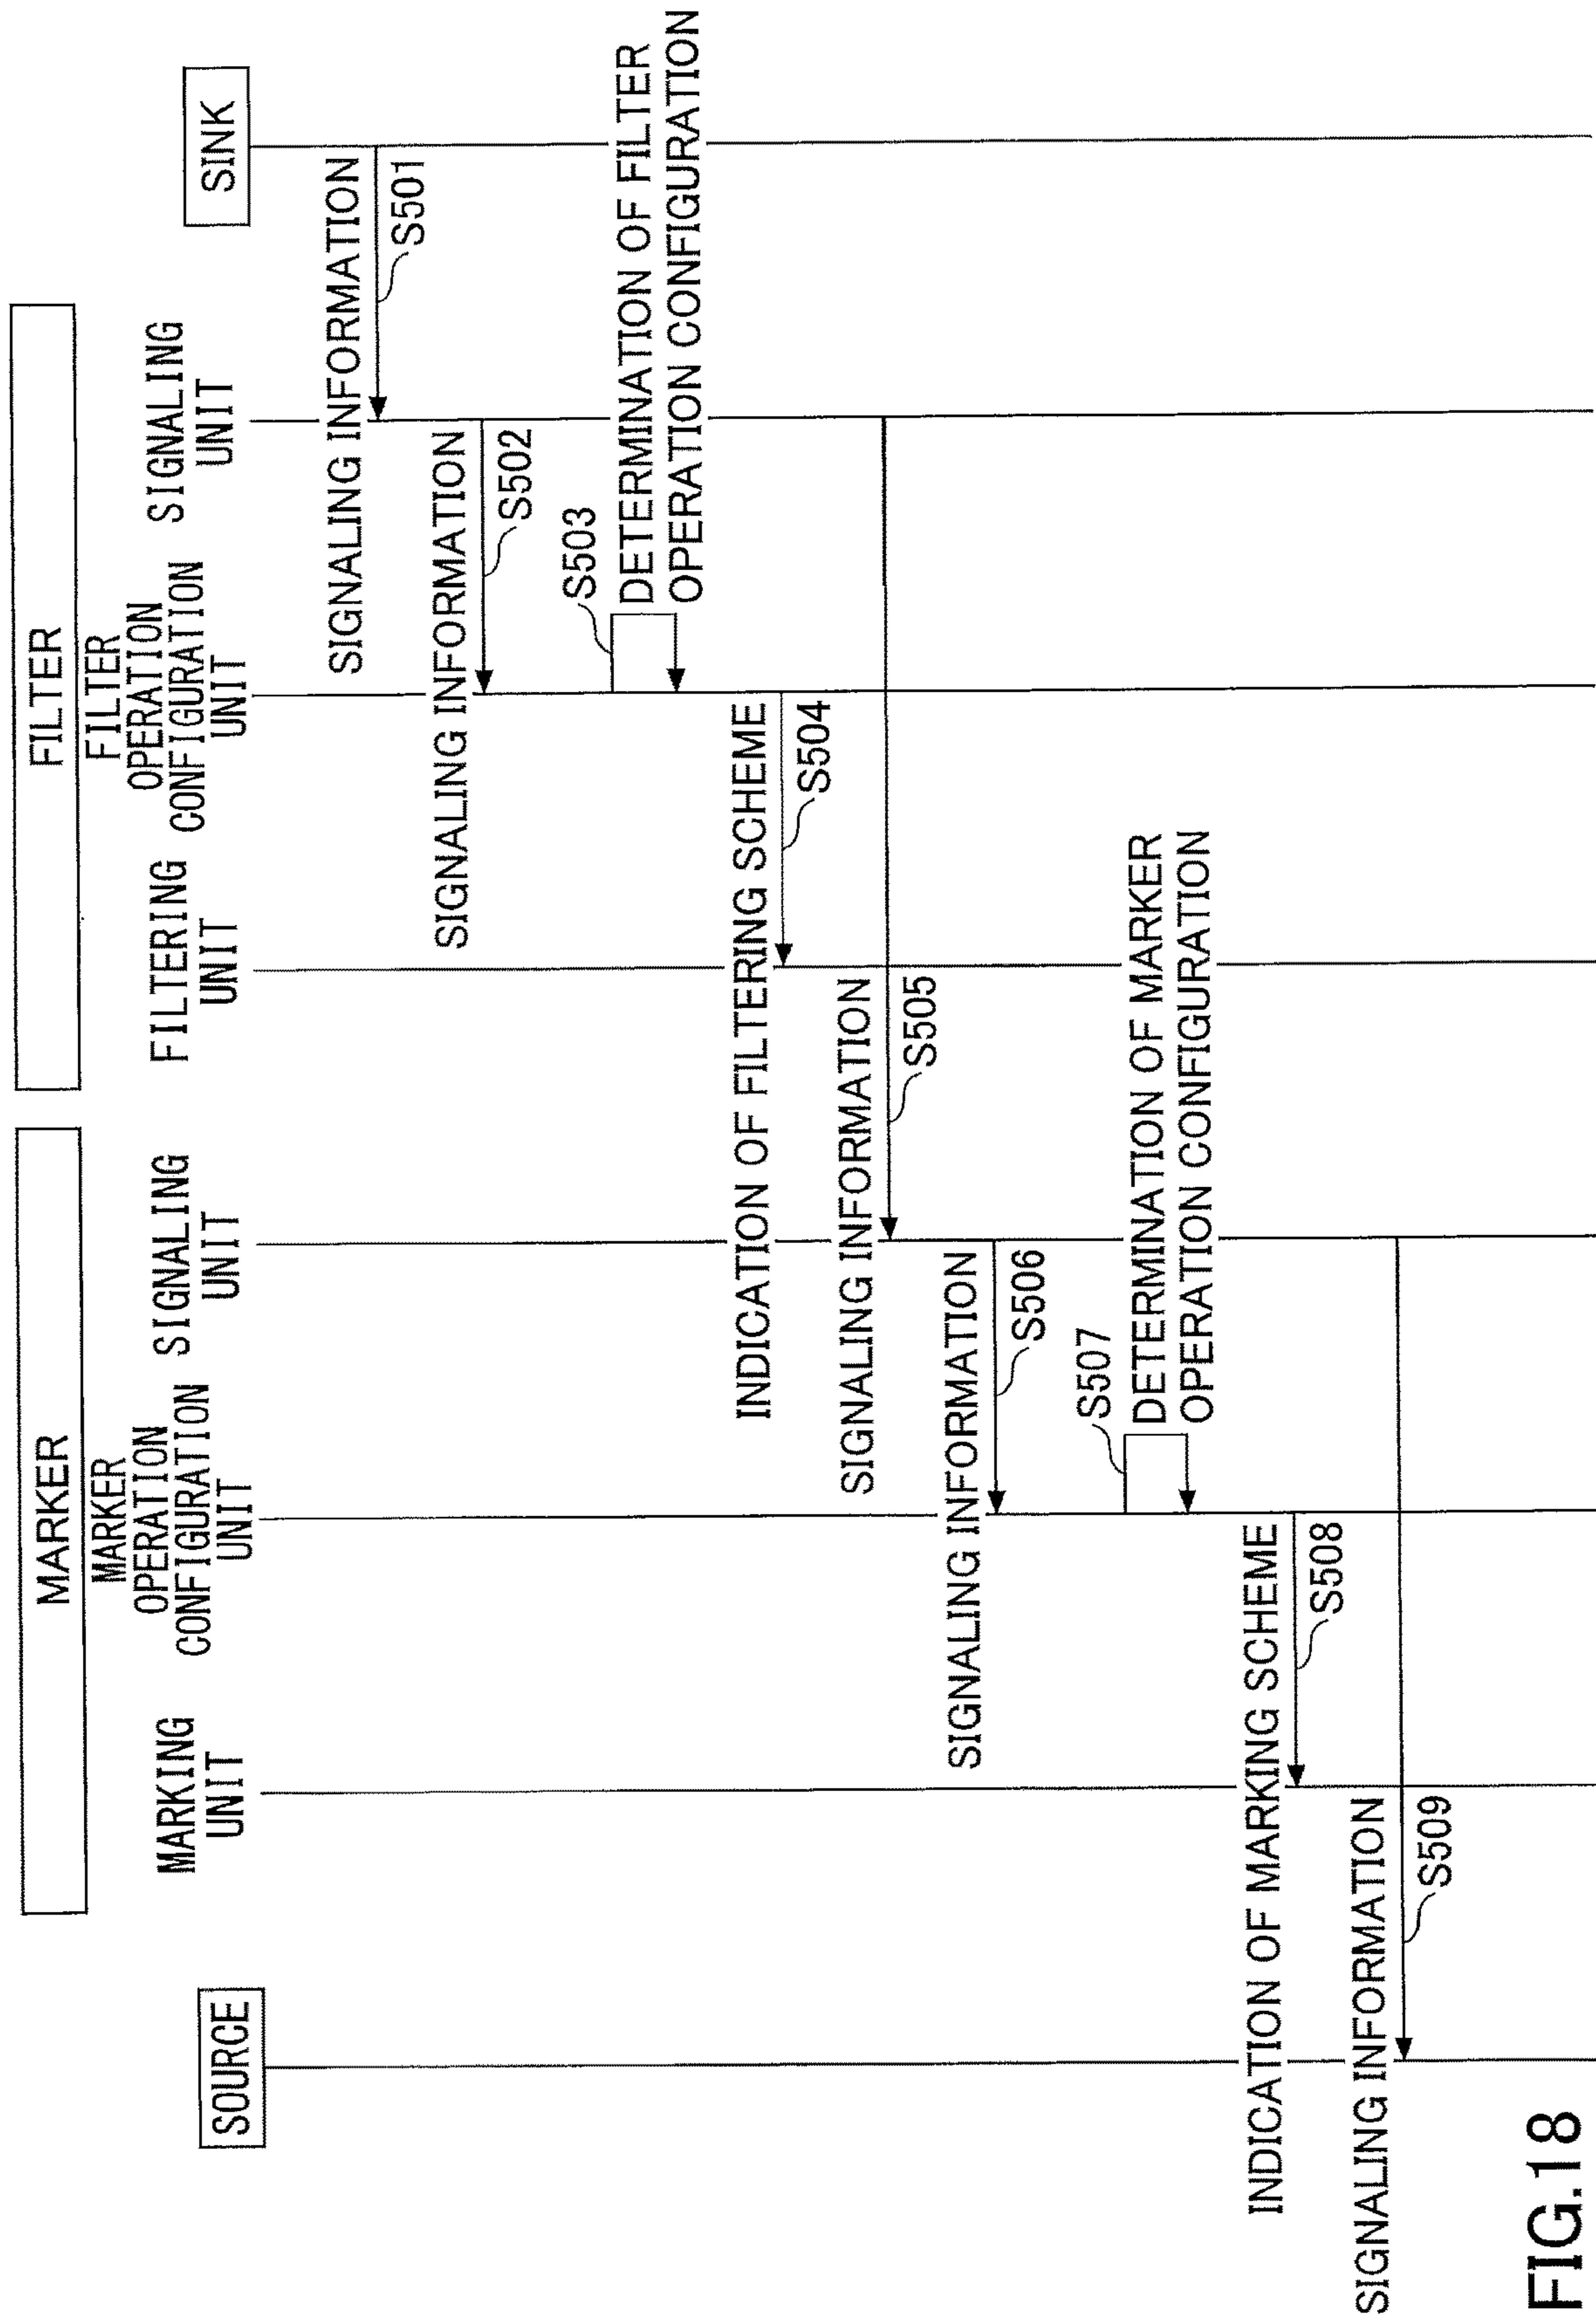 FIG.18
SOURCE
MARKER
MARKING
UNIT
MARKER
OPERATION
CONFIGURATION
UNIT
SIGNALING
UNIT
FILTER
FILTERING
UNIT
FILTER
OPERATION
CONFIGURATION
UNIT
SIGNALING
UNIT
SINK
SIGNALING INFORMATION
S501
SIGNALING INFORMATION
S502
S503
DETERMINATION OF FILTER
OPERATION CONFIGURATION
INDICATION OF FILTERING SCHEME
S504
SIGNALING INFORMATION
S505
SIGNALING INFORMATION
S506
S507
DETERMINATION OF MARKER
OPERATION CONFIGURATION
INDICATION OF MARKING SCHEME
S508
SIGNALING INFORMATION
S509